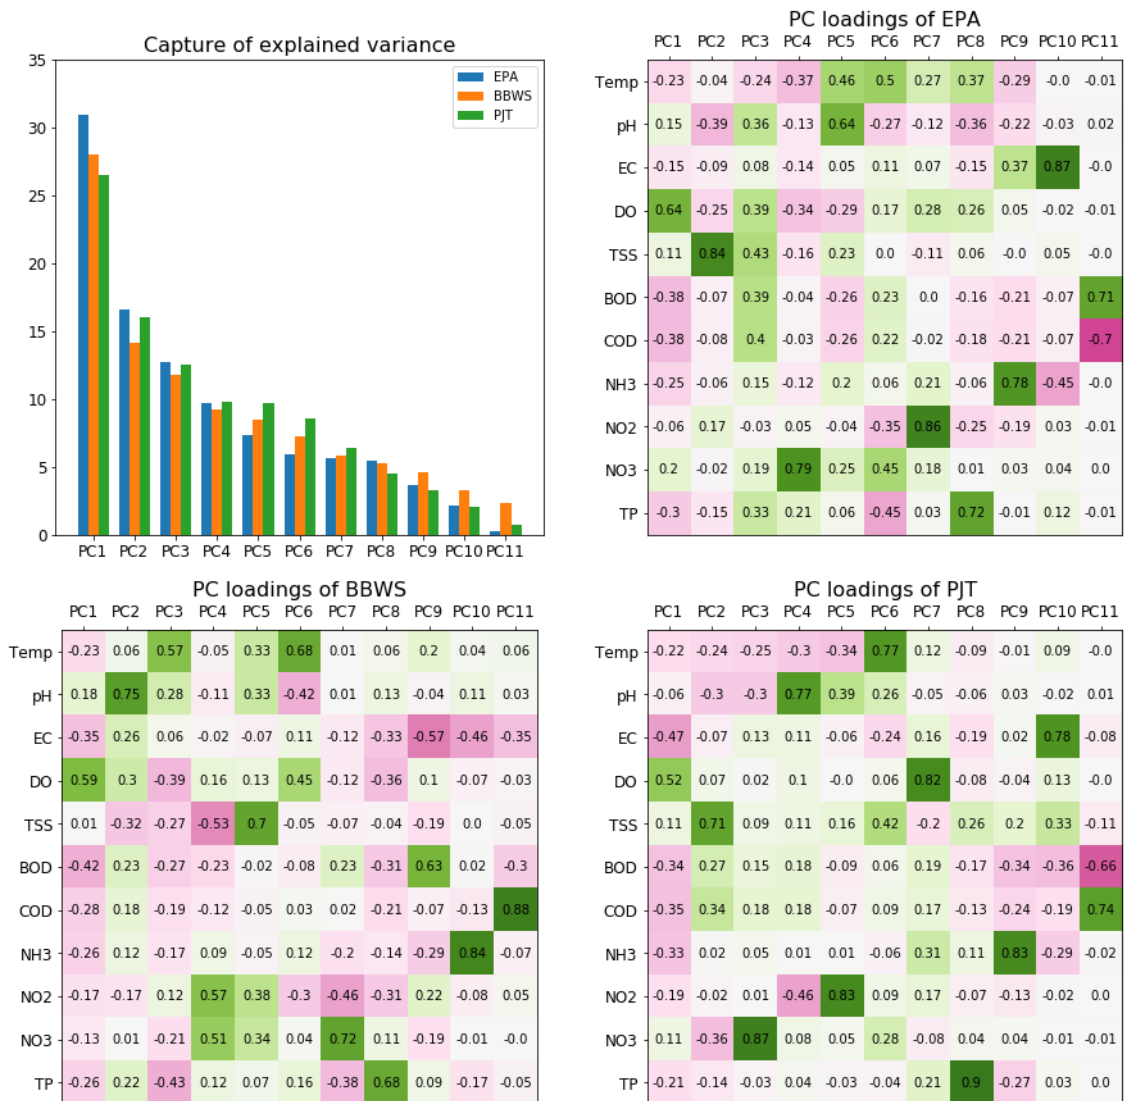 Capture of explained variance
35
30
25
20
15
10
5
0
EPA
BBWS
PJT
PC1 PC2 PC3 PC4 PC5 PC6 PC7 PC8 PC9 PC10 PC11
PC loadings of EPA
PC1 PC2 PC3 PC4 PC5 PC6 PC7 PC8 PC9 PC10 PC11
Temp -0.23 -0.04 -0.24 -0.37 0.46 0.5 0.27 0.37 -0.29 -0.0 -0.01
pH 0.15 -0.39 0.36 -0.13 0.64 -0.27 -0.12 -0.36 -0.22 -0.03 0.02
EC -0.15 -0.09 0.08 -0.14 0.05 0.11 0.07 -0.15 0.37 0.87 -0.0
DO 0.64 -0.25 0.39 -0.34 -0.29 0.17 0.28 0.26 0.05 -0.02 -0.01
TSS 0.11 0.84 0.43 -0.16 0.23 0.0 -0.11 0.06 -0.0 0.05 -0.0
BOD -0.38 -0.07 0.39 -0.04 -0.26 0.23 0.0 -0.16 -0.21 -0.07 0.71
COD -0.38 -0.08 0.4 -0.03 -0.26 0.22 -0.02 -0.18 -0.21 -0.07 -0.7
NH3 -0.25 -0.06 0.15 -0.12 0.2 0.06 0.21 -0.06 0.78 -0.45 -0.0
NO2 -0.06 0.17 -0.03 0.05 -0.04 -0.35 0.86 -0.25 -0.19 0.03 -0.01
NO3 0.2 -0.02 0.19 0.79 0.25 0.45 0.18 0.01 0.03 0.04 0.0
TP -0.3 -0.15 0.33 0.21 0.06 -0.45 0.03 0.72 -0.01 0.12 -0.01
PC loadings of BBWS
PC1 PC2 PC3 PC4 PC5 PC6 PC7 PC8 PC9 PC10 PC11
Temp -0.23 0.06 0.57 -0.05 0.33 0.68 0.01 0.06 0.2 0.04 0.06
pH 0.18 0.75 0.28 -0.11 0.33 -0.42 0.01 0.13 -0.04 0.11 0.03
EC -0.35 0.26 0.06 -0.02 -0.07 0.11 -0.12 -0.33 -0.57 -0.46 -0.35
DO 0.59 0.3 -0.39 0.16 0.13 0.45 -0.12 -0.36 0.1 -0.07 -0.03
TSS 0.01 -0.32 -0.27 -0.53 0.7 -0.05 -0.07 -0.04 -0.19 0.0 -0.05
BOD -0.42 0.23 -0.27 -0.23 -0.02 -0.08 0.23 -0.31 0.63 0.02 -0.3
COD -0.28 0.18 -0.19 -0.12 -0.05 0.03 0.02 -0.21 -0.07 -0.13 0.88
NH3 -0.26 0.12 -0.17 0.09 -0.05 0.12 -0.2 -0.14 -0.29 0.84 -0.07
NO2 -0.17 -0.17 0.12 0.57 0.38 -0.3 -0.46 -0.31 0.22 -0.08 0.05
NO3 -0.13 0.01 -0.21 0.51 0.34 0.04 0.72 0.11 -0.19 -0.01 -0.0
TP -0.26 0.22 -0.43 0.12 0.07 0.16 -0.38 0.68 0.09 -0.17 -0.05
PC loadings of PJT
PC1 PC2 PC3 PC4 PC5 PC6 PC7 PC8 PC9 PC10 PC11
Temp -0.22 -0.24 -0.25 -0.3 -0.34 0.77 0.12 -0.09 -0.01 0.09 -0.0
pH -0.06 -0.3 -0.3 0.77 0.39 0.26 -0.05 -0.06 0.03 -0.02 0.01
EC -0.47 -0.07 0.13 0.11 -0.06 -0.24 0.16 -0.19 0.02 0.78 -0.08
DO 0.52 0.07 0.02 0.1 -0.0 0.06 0.82 -0.08 -0.04 0.13 -0.0
TSS 0.11 0.71 0.09 0.11 0.16 0.42 -0.2 0.26 0.2 0.33 -0.11
BOD -0.34 0.27 0.15 0.18 -0.09 0.06 0.19 -0.17 -0.34 -0.36 -0.66
COD -0.35 0.34 0.18 0.18 -0.07 0.09 0.17 -0.13 -0.24 -0.19 0.74
NH3 -0.33 0.02 0.05 0.01 0.01 -0.06 0.31 0.11 0.83 -0.29 -0.02
NO2 -0.19 -0.02 0.01 -0.46 0.83 0.09 0.17 -0.07 -0.13 -0.02 0.0
NO3 0.11 -0.36 0.87 0.08 0.05 0.28 -0.08 0.04 0.04 -0.01 -0.01
TP -0.21 -0.14 -0.03 0.04 -0.03 -0.04 0.21 0.9 -0.27 0.03 0.0